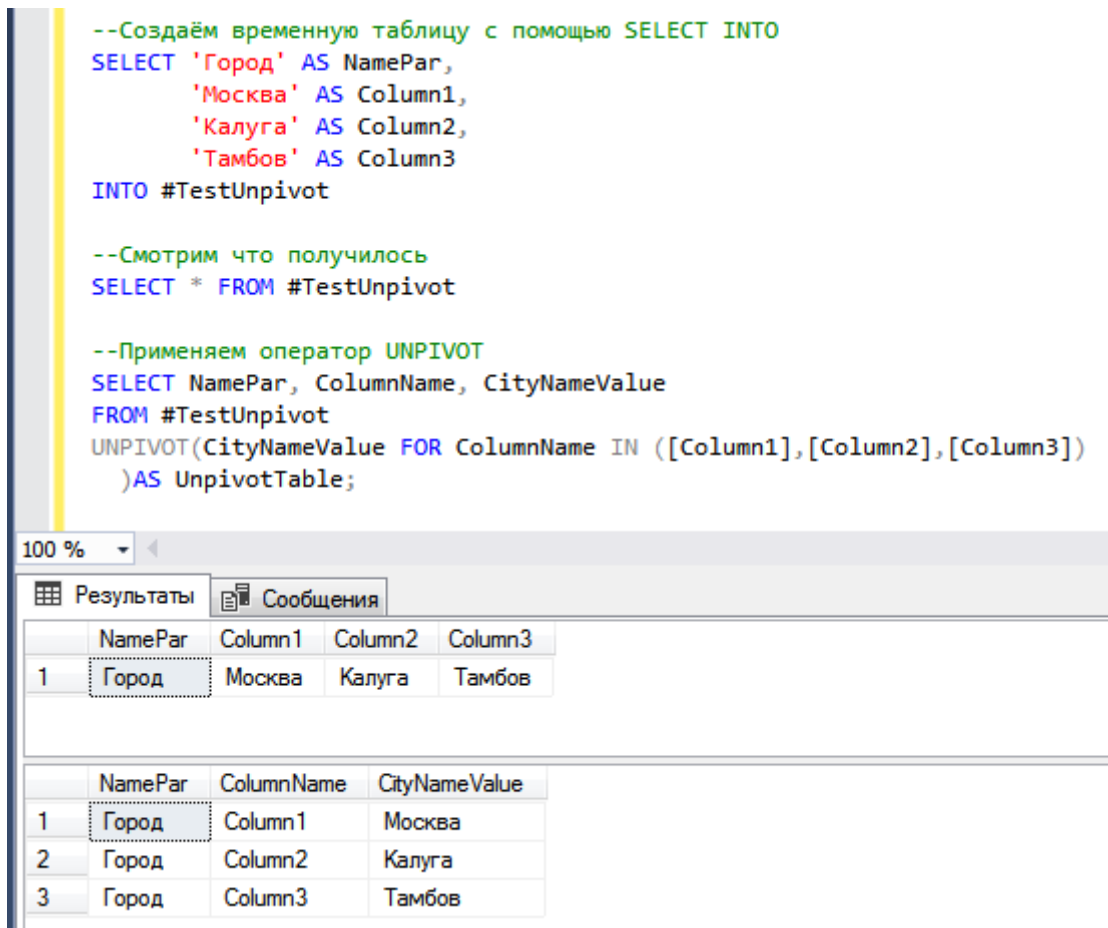 --Создаём временную таблицу с помощью SELECT INTO
SELECT 'Город' AS NamePar,
'Москва' AS Column1,
'Калуга' AS Column2,
'Тамбов' AS Column3
INTO #TestUnpivot
--Смотрим что получилось
SELECT * FROM #TestUnpivot
--Применяем оператор UNPIVOT
SELECT NamePar, ColumnName, CityNameValue
FROM #TestUnpivot
UNPIVOT(CityNameValue FOR ColumnName IN ([Column1],[Column2],[Column3])
)AS UnpivotTable;
100 %
Результаты Сообщения
NamePar Column1 Column2 Column3
1 Город Москва Калуга Тамбов
NamePar ColumnName CityNameValue
1 Город Column1 Москва
2 Город Column2 Калуга
3 Город Column3 Тамбов